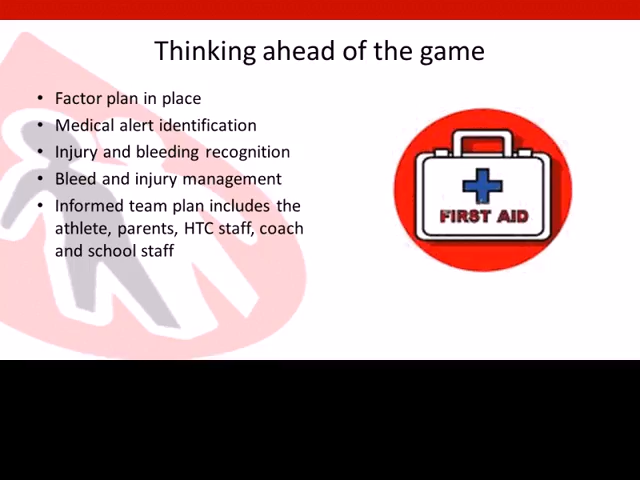 Thinking ahead of the game
• Factor plan in place
• Medical alert identification
• Injury and bleeding recognition
• Bleed and injury management
• Informed team plan includes the
athlete, parents, HTC staff, coach
and school staff
FIRST AID